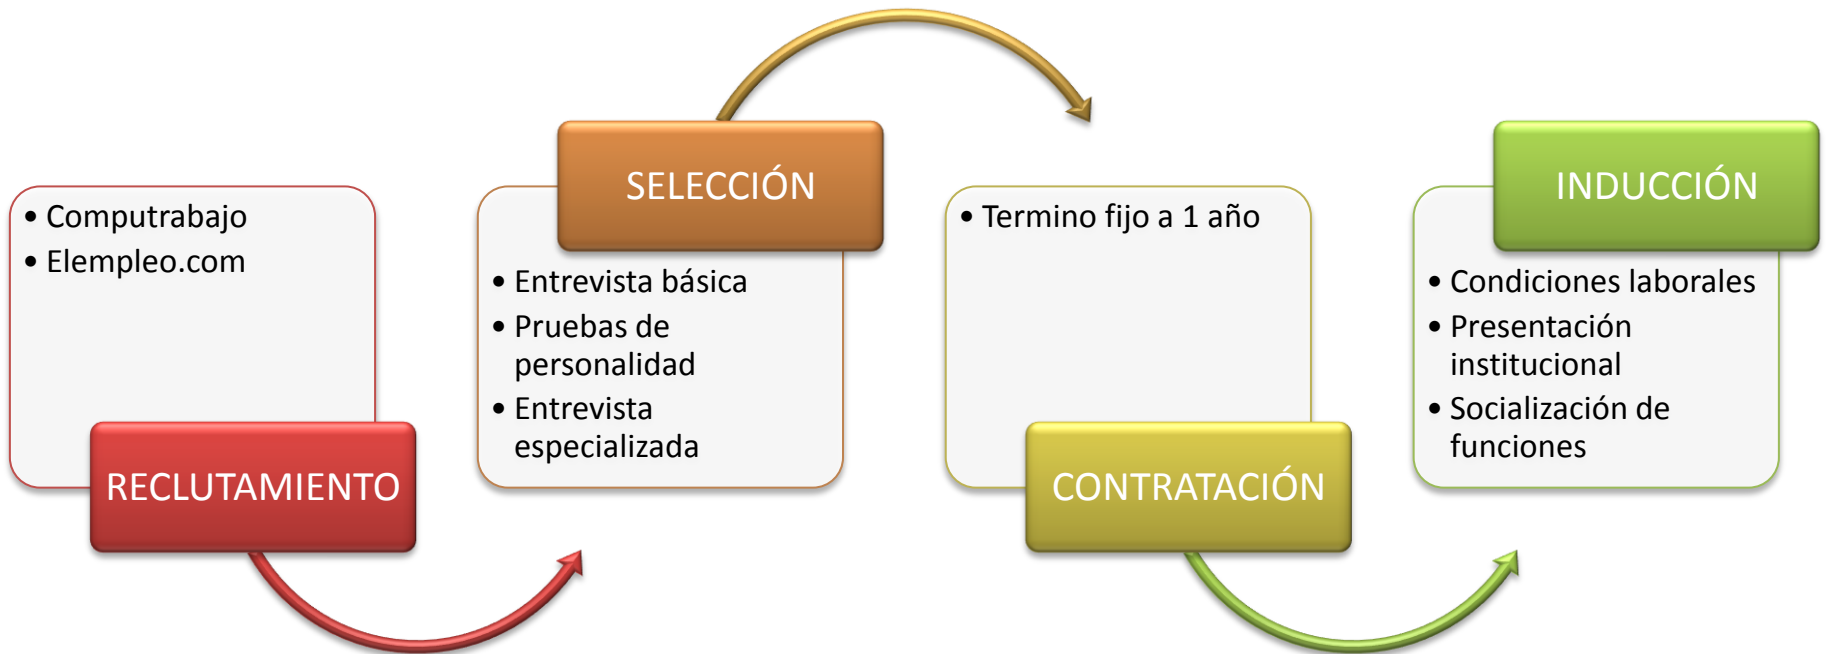 • Computrabajo
• Elempleo.com
RECLUTAMIENTO
SELECCIÓN
• Entrevista básica
• Pruebas de
personalidad
• Entrevista
especializada
• Termino fijo a 1 año
CONTRATACIÓN
INDUCCIÓN
• Condiciones laborales
• Presentación
institucional
• Socialización de
funciones